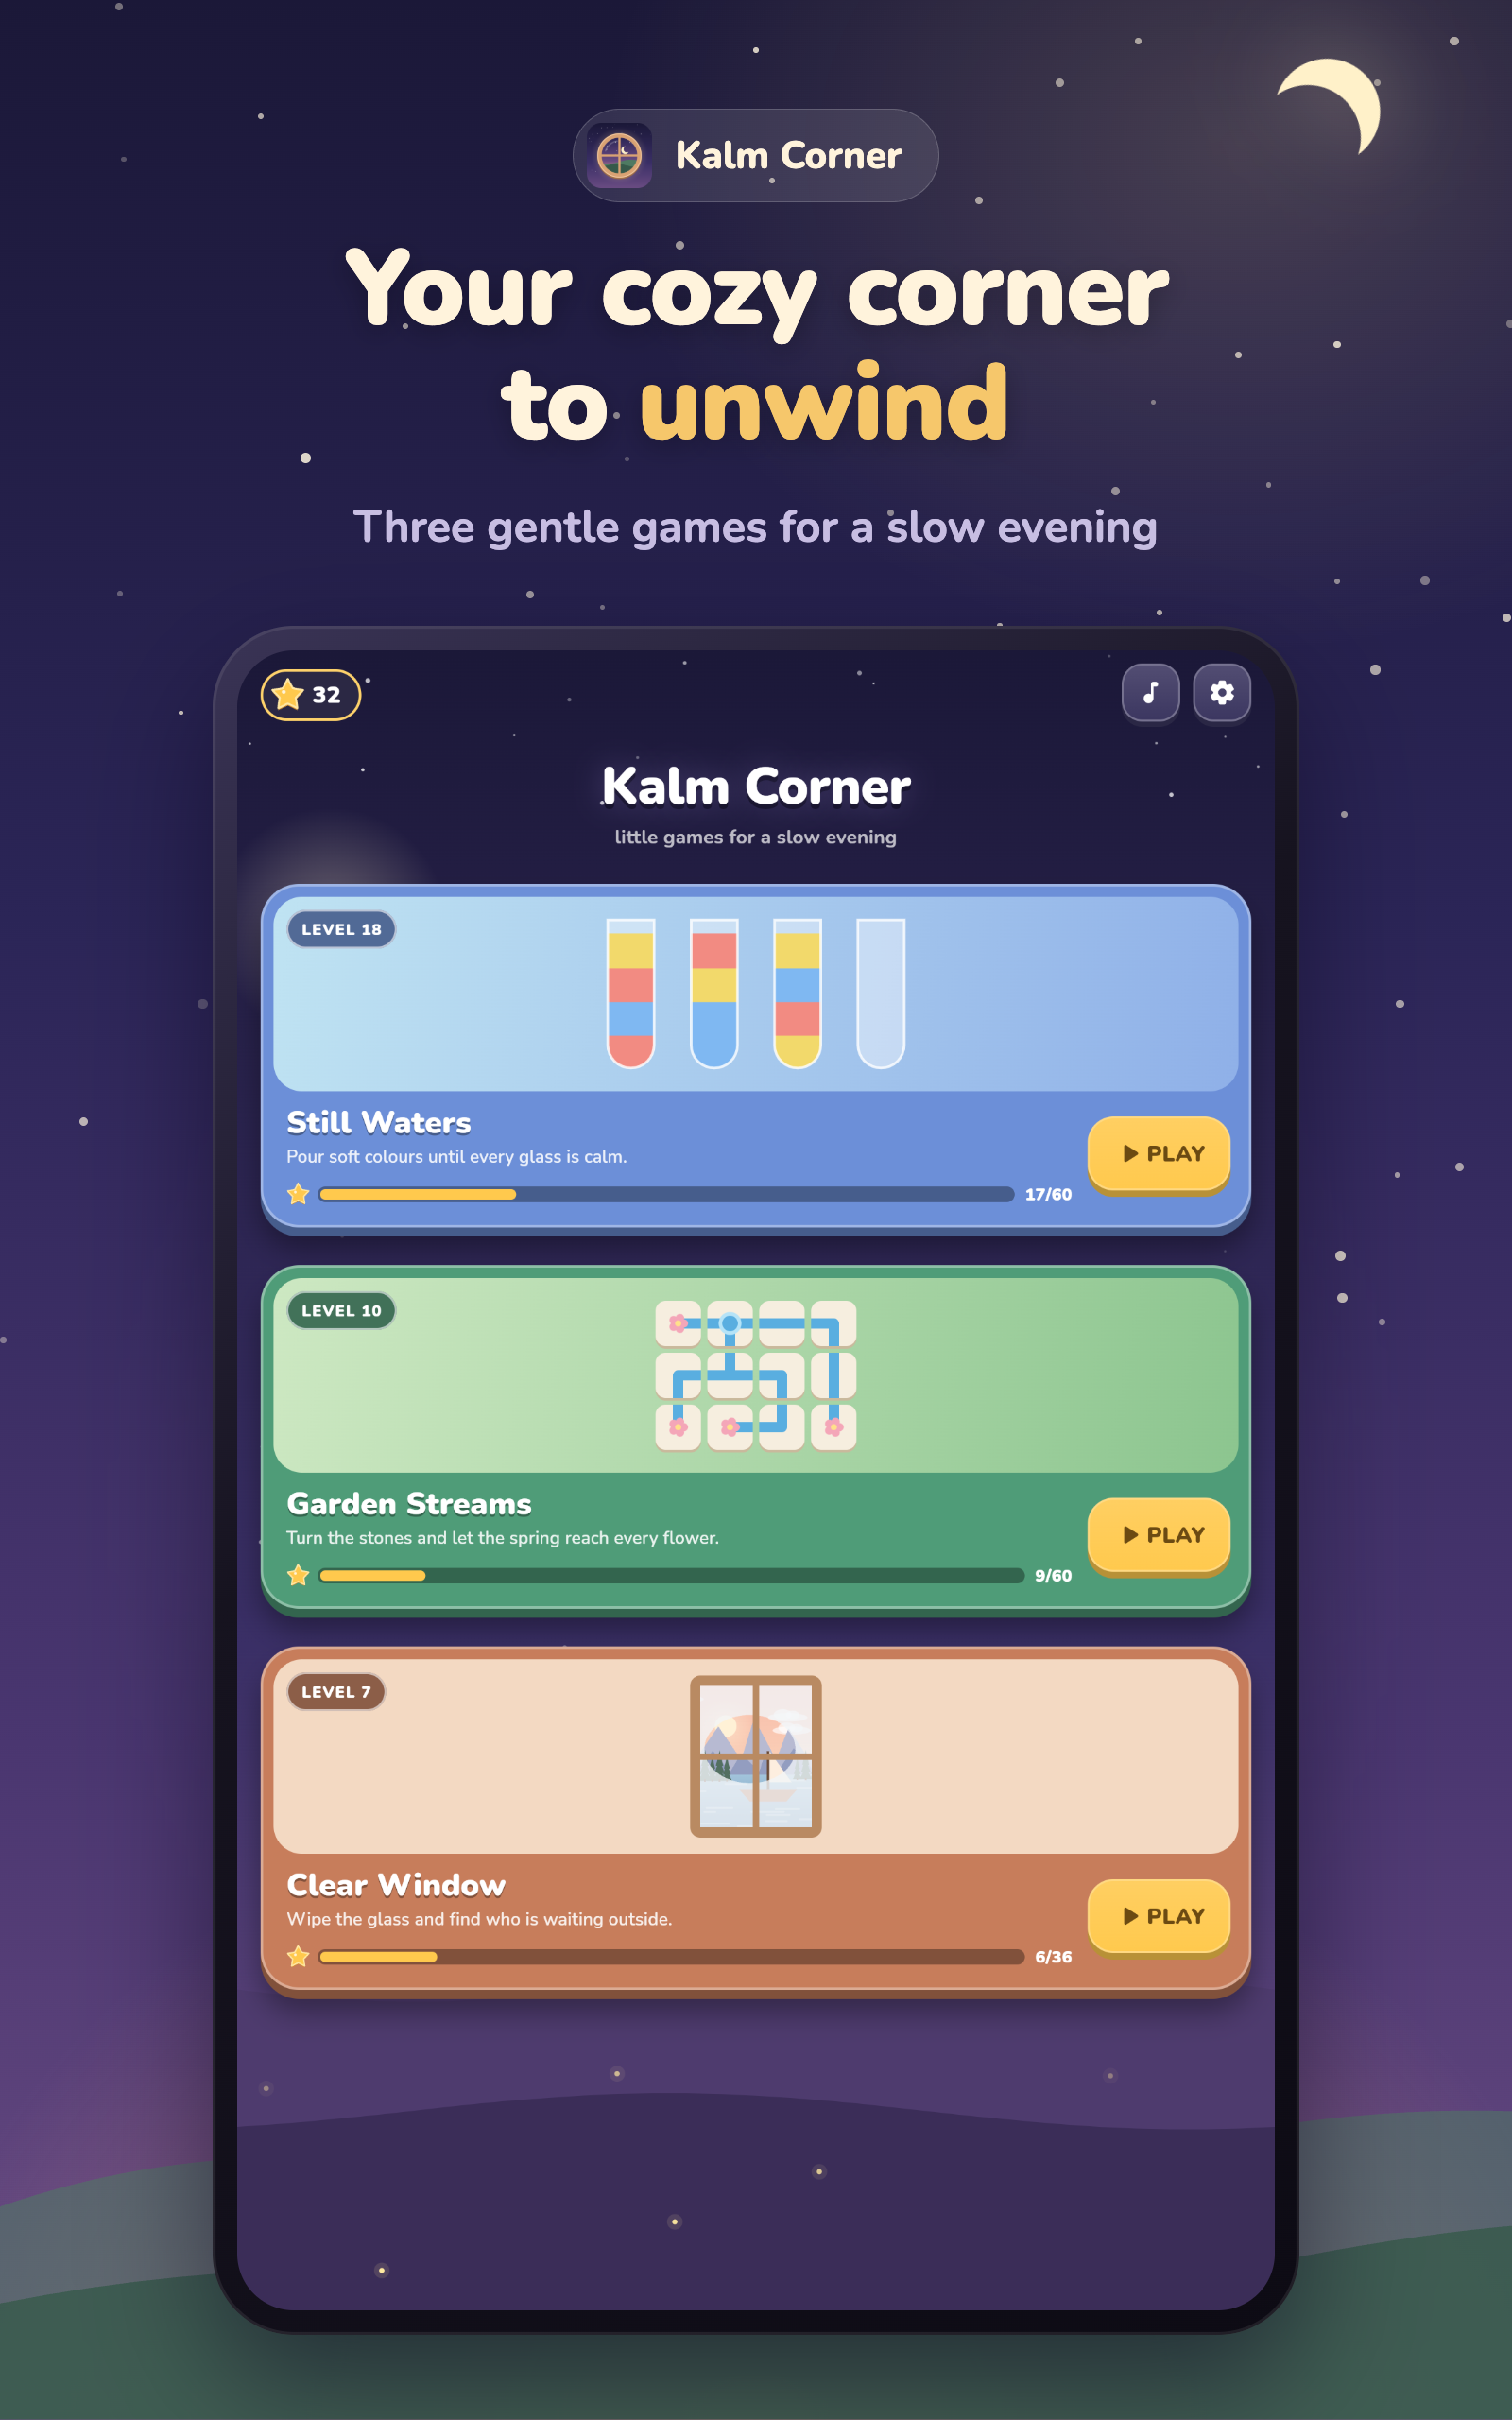 Kalm Corner
Your cozy corner
to unwind
Three gentle games for a slow evening
32
Kalm Corner
little games for a slow evening
LEVEL 18
Still Waters
Pour soft colours until every glass is calm.
PLAY
17/60
LEVEL 10
Garden Streams
Turn the stones and let the spring reach every flower.
PLAY
9/60
LEVEL 7
Clear Window
Wipe the glass and find who is waiting outside.
PLAY
6/36